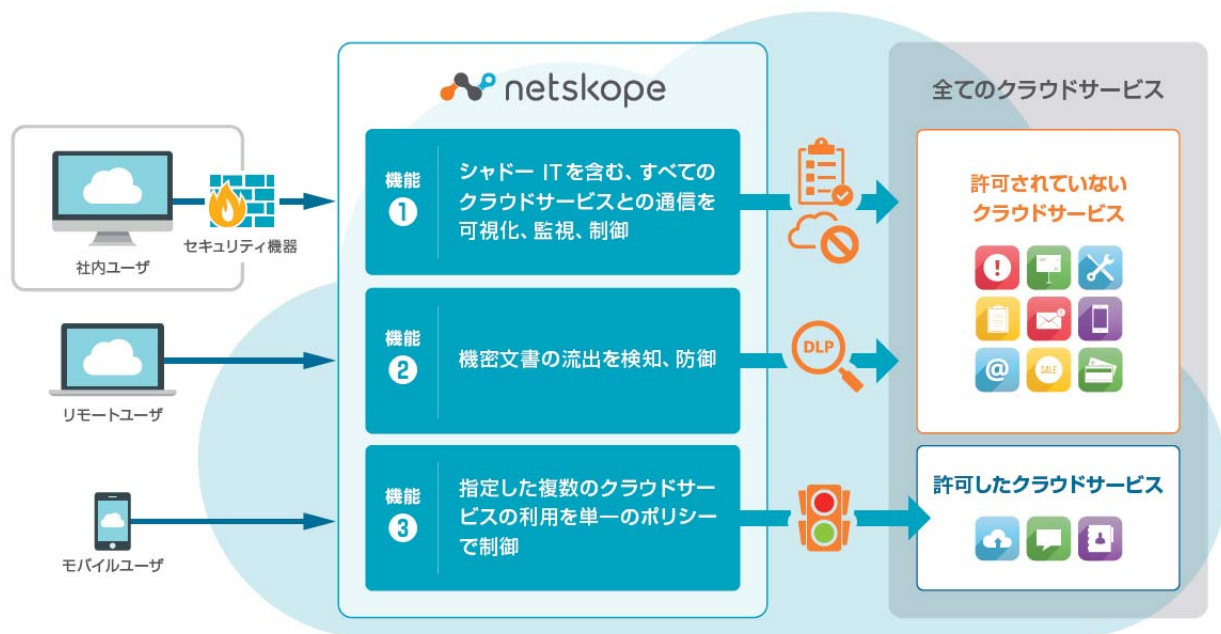 netskope
全てのクラウドサービス
社内ユーザ
セキュリティ機器
機能
1
シャドー ITを含む、すべての
クラウドサービスとの通信を
可視化、監視、制御
許可されていない
クラウドサービス
リモートユーザ
機能
2
機密文書の流出を検知、防御
DLP
SALE
モバイルユーザ
機能
3
指定した複数のクラウドサー
ビスの利用を単一のポリシー
で制御
許可したクラウドサービス